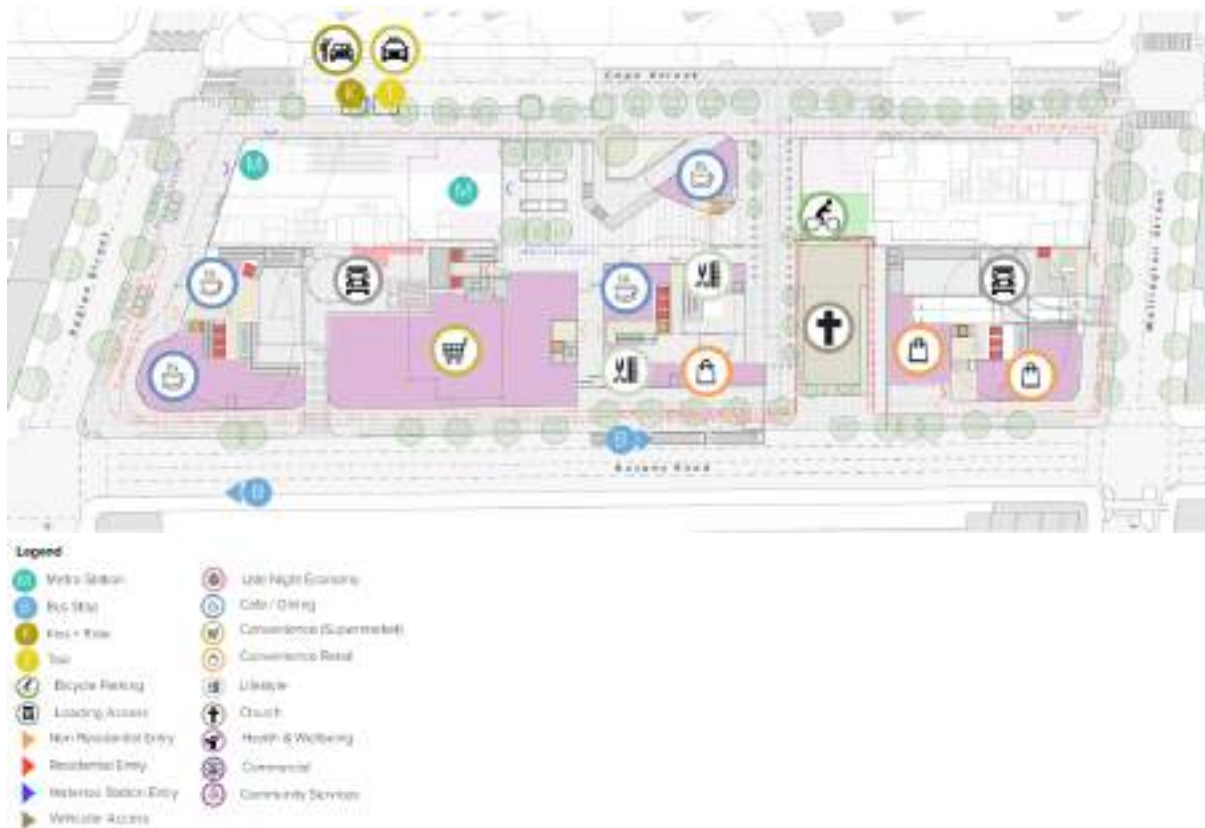 Cope Street
M
M
K
T
Raglan Street
Wellington Street
B
Botany Road
B
Legend
M Metro Station
B Bus Stop
K Kiss + Ride
T Taxi
Bicycle Parking
Loading Access
Non Residential Entry
Residential Entry
Waterloo Station Entry
Vehicular Access
Late Night Economy
Cafe / Dining
Convenience (Supermarket)
Convenience Retail
Lifestyle
Church
Health & Wellbeing
Commercial
Community Services